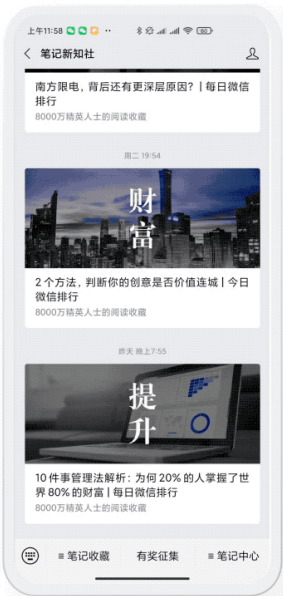 上午11:58
60
笔记新知社
南方限电，背后还有更深层原因？| 每日微信
排行
8000万精英人士的阅读收藏
周二 19:54
财
富
2 个方法，判断你的创意是否价值连城 | 今日
微信排行
8000万精英人士的阅读收藏
昨天 晚上7:55
提
升
10 件事管理法解析：为何 20% 的人掌握了世
界 80% 的财富 | 每日微信排行
8000万精英人士的阅读收藏
≡ 笔记收藏 有奖征集 ≡ 笔记中心